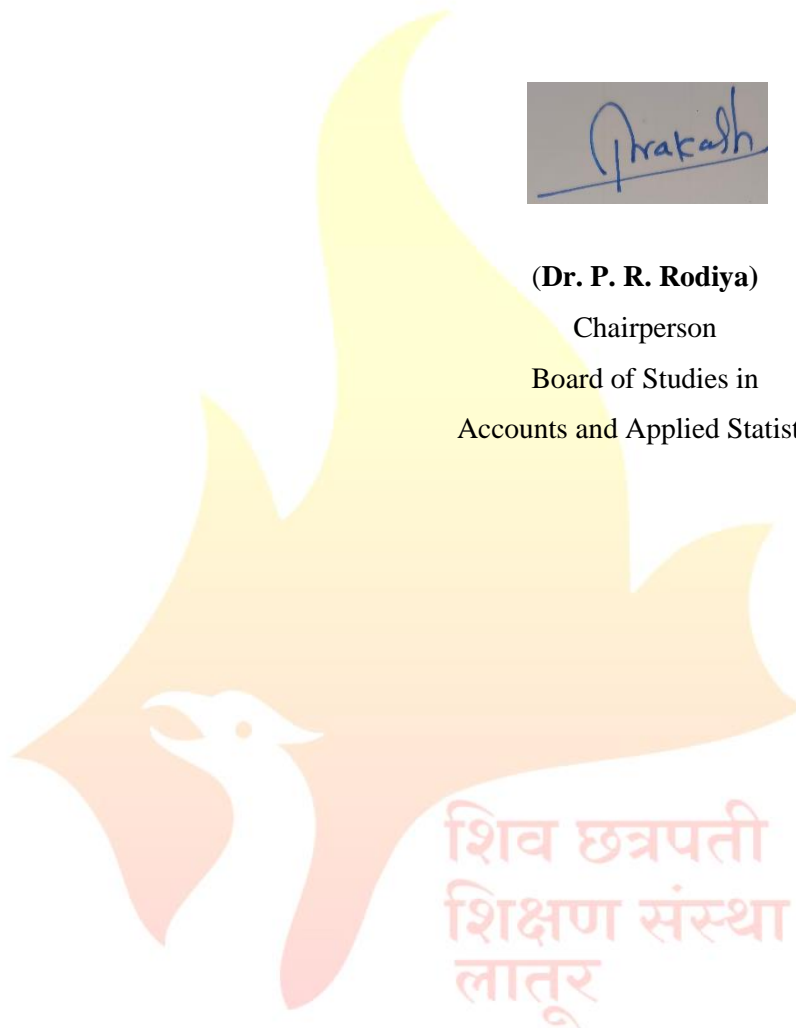 Prakash
(Dr. P. R. Rodiya)
Chairperson
Board of Studies in
Accounts and Applied Statist
शिव छत्रपती
शिक्षण संस्था
लातूर